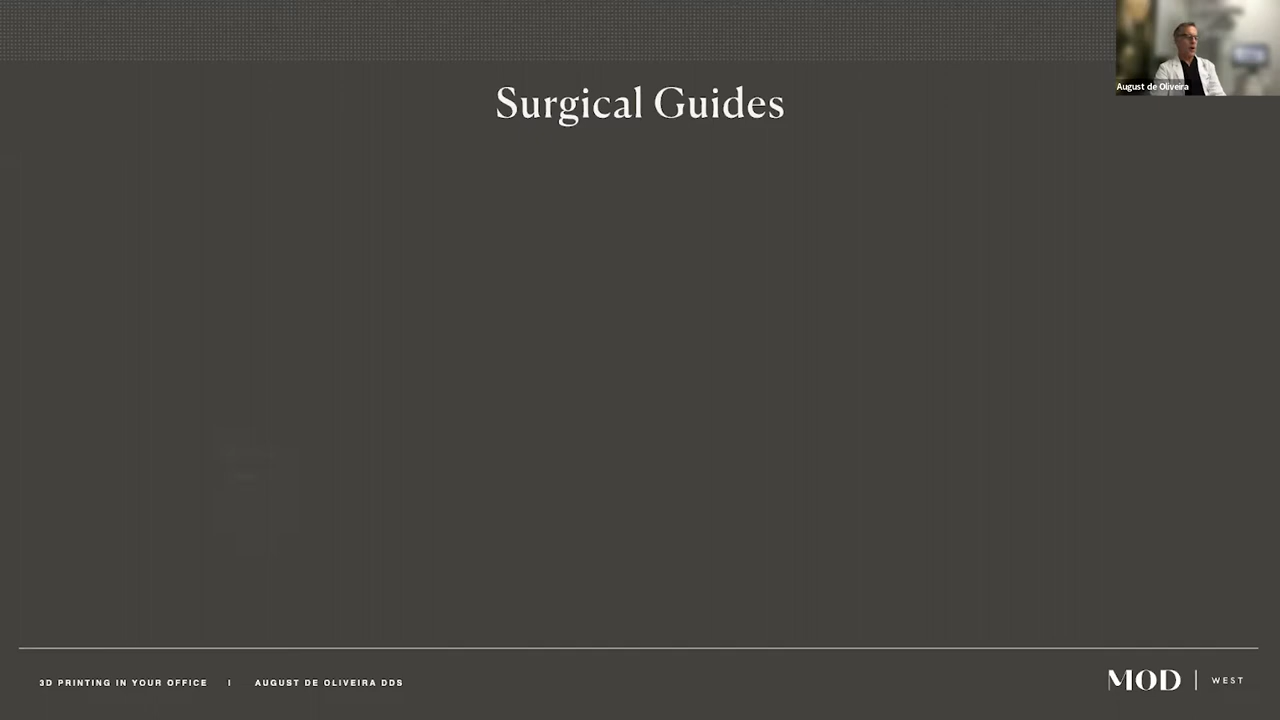 August de Oliveira
Surgical Guides
3D PRINTING IN YOUR OFFICE | AUGUST DE OLIVEIRA DDS
MOD | WEST